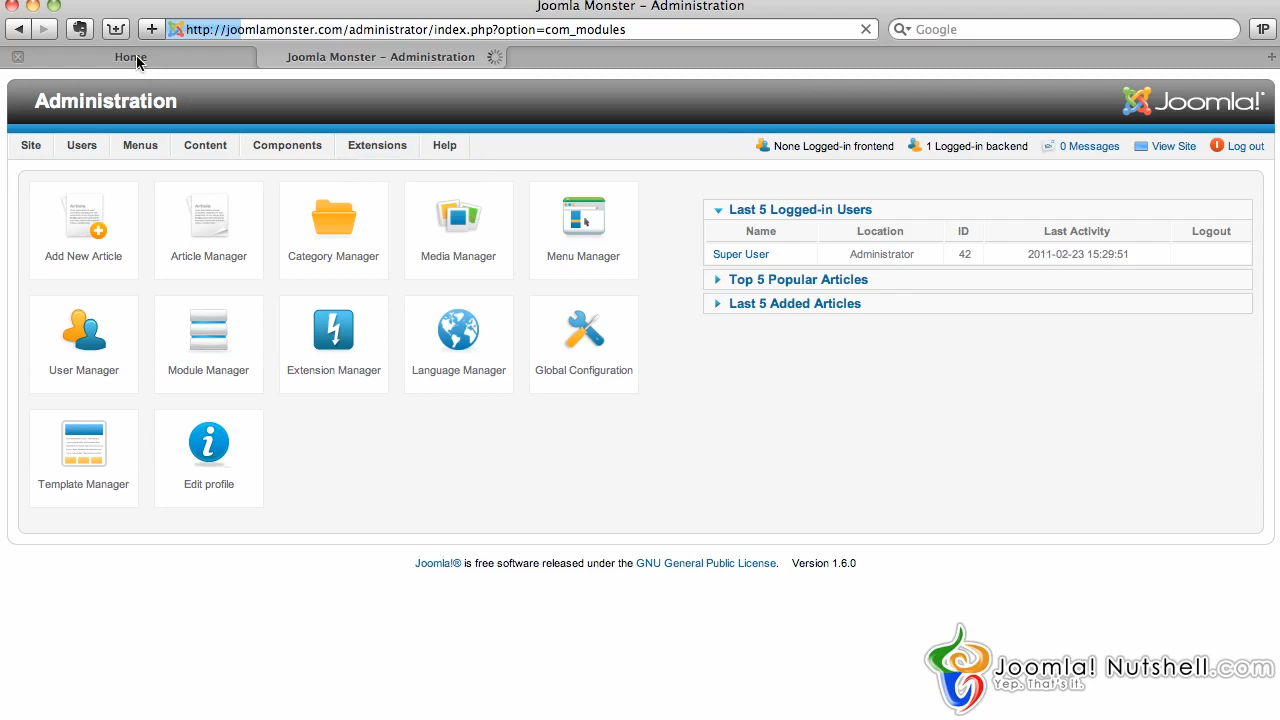 Joomla Monster – Administration
http://joomlamonster.com/administrator/index.php?option=com_modules
Google
1P
Home
Joomla Monster – Administration
Administration
Joomla!
Site Users Menus Content Components Extensions Help
None Logged-in frontend 1 Logged-in backend 0 Messages View Site Log out
Add New Article
Article Manager
Category Manager
Media Manager
Menu Manager
User Manager
Module Manager
Extension Manager
Language Manager
Global Configuration
Template Manager
Edit profile
Last 5 Logged-in Users
Name Location ID Last Activity Logout
Super User Administrator 42 2011-02-23 15:29:51
Top 5 Popular Articles
Last 5 Added Articles
Joomla!® is free software released under the GNU General Public License. Version 1.6.0
Joomla! Nutshell.com
Yep. That's it.